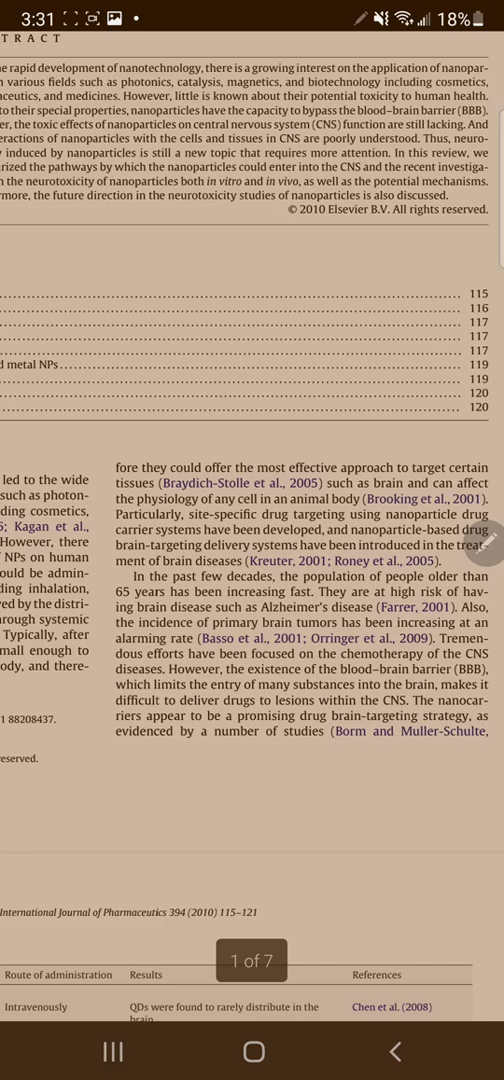 3:31
18%
TRACT
e rapid development of nanotechnology, there is a growing interest on the application of nanopar-
n various fields such as photonics, catalysis, magnetics, and biotechnology including cosmetics,
aceutics, and medicines. However, little is known about their potential toxicity to human health.
to their special properties, nanoparticles have the capacity to bypass the blood–brain barrier (BBB).
er, the toxic effects of nanoparticles on central nervous system (CNS) function are still lacking. And
eractions of nanoparticles with the cells and tissues in CNS are poorly understood. Thus, neuro-
y induced by nanoparticles is still a new topic that requires more attention. In this review, we
arized the pathways by which the nanoparticles could enter into the CNS and the recent investiga-
n the neurotoxicity of nanoparticles both in vitro and in vivo, as well as the potential mechanisms.
rmore, the future direction in the neurotoxicity studies of nanoparticles is also discussed.
© 2010 Elsevier B.V. All rights reserved.
115
116
117
117
117
d metal NPs 119
119
120
120
led to the wide
such as photon-
ding cosmetics,
6; Kagan et al.,
However, there
f NPs on human
ould be admin-
ding inhalation,
ved by the distri-
hrough systemic
Typically, after
mall enough to
ody, and there-
1 88208437.
eserved.
fore they could offer the most effective approach to target certain
tissues (Braydich-Stolle et al., 2005) such as brain and can affect
the physiology of any cell in an animal body (Brooking et al., 2001).
Particularly, site-specific drug targeting using nanoparticle drug
carrier systems have been developed, and nanoparticle-based drug
brain-targeting delivery systems have been introduced in the treat-
ment of brain diseases (Kreuter, 2001; Roney et al., 2005).
In the past few decades, the population of people older than
65 years has been increasing fast. They are at high risk of hav-
ing brain disease such as Alzheimer's disease (Farrer, 2001). Also,
the incidence of primary brain tumors has been increasing at an
alarming rate (Basso et al., 2001; Orringer et al., 2009). Tremen-
dous efforts have been focused on the chemotherapy of the CNS
diseases. However, the existence of the blood–brain barrier (BBB),
which limits the entry of many substances into the brain, makes it
difficult to deliver drugs to lesions within the CNS. The nanocar-
riers appear to be a promising drug brain-targeting strategy, as
evidenced by a number of studies (Borm and Muller-Schulte,
International Journal of Pharmaceutics 394 (2010) 115–121
1 of 7
Route of administration Results References
Intravenously QDs were found to rarely distribute in the Chen et al. (2008)
brain